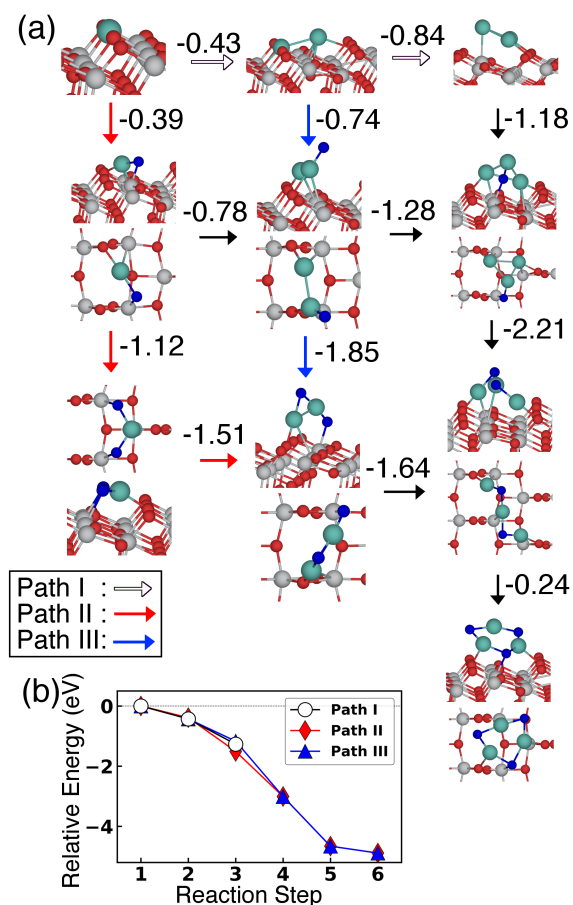 (a)
-0.43
-0.84
-0.39
-0.74
-1.18
-0.78
-1.28
-1.12
-1.85
-2.21
-1.51
-1.64
Path I :
Path II :
Path III:
-0.24
(b)
Relative Energy (eV)
0
−2
−4
Path I
Path II
Path III
1 2 3 4 5 6
Reaction Step